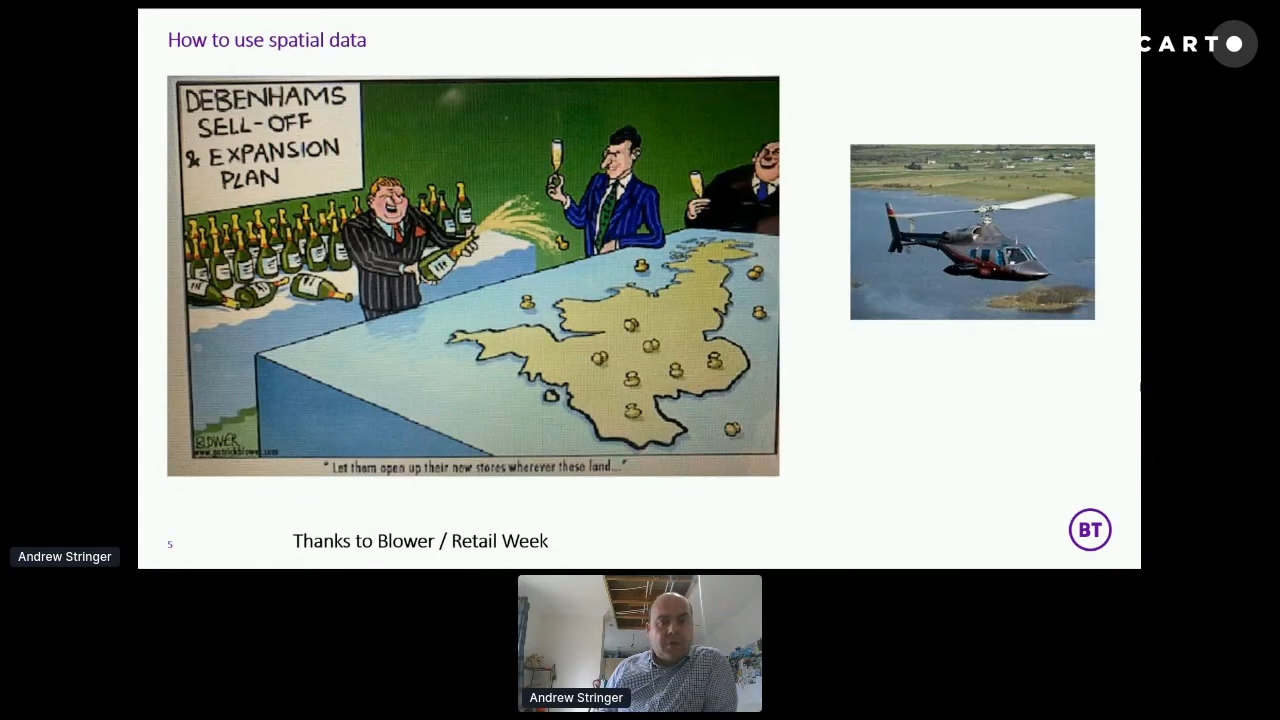 How to use spatial data
CARTO
DEBENHAMS
SELL-OFF
& EXPANSION
PLAN
BLOWER
www.patrickblower.com
“Let them open up their new stores wherever these land...”
5
Thanks to Blower / Retail Week
BT
Andrew Stringer
Andrew Stringer